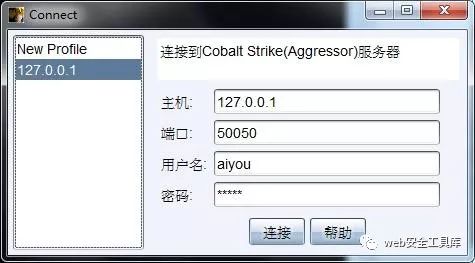 Connect
New Profile
127.0.0.1
连接到Cobalt Strike(Aggressor)服务器
主机: 127.0.0.1
端口: 50050
用户名: aiyou
密码: *****
连接 帮助
web安全工具库